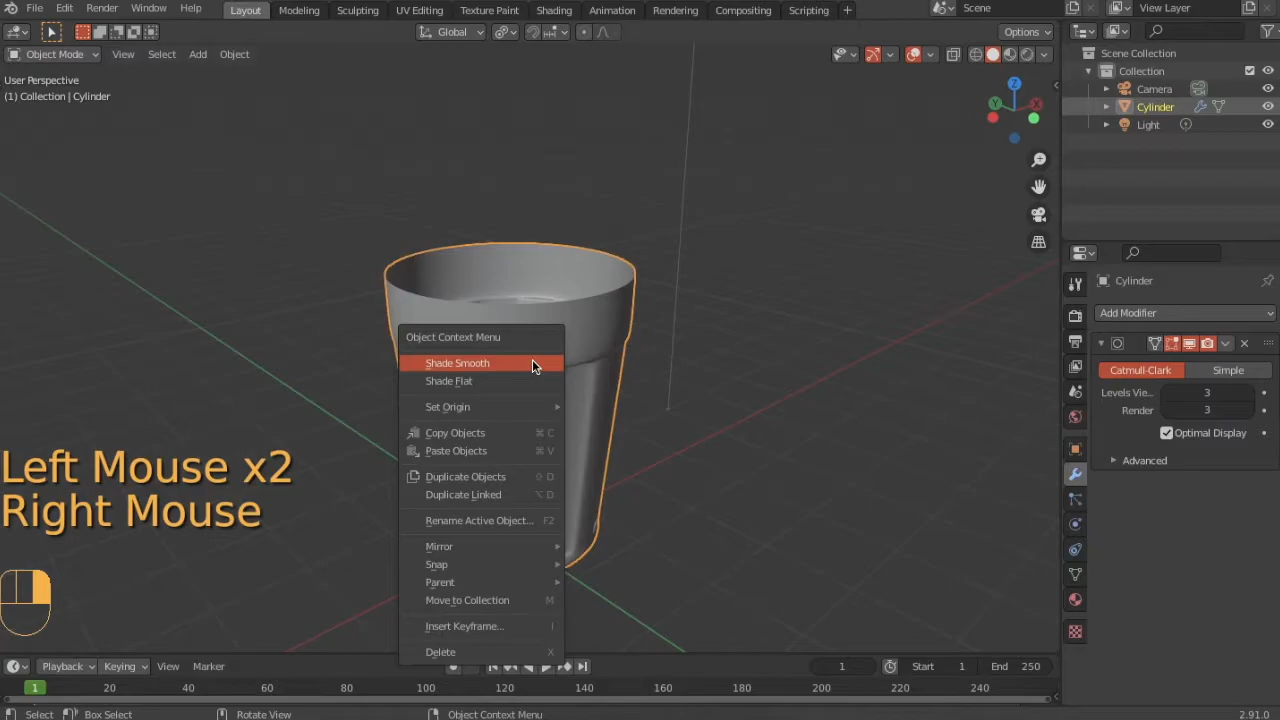 File Edit Render Window Help Layout Modeling Sculpting UV Editing Texture Paint Shading Animation Rendering Compositing Scripting + Scene View Layer
Global Options
Object Mode View Select Add Object
User Perspective
(1) Collection | Cylinder
Z
Y X
Scene Collection
Collection
Camera
Cylinder
Light
Cylinder
Add Modifier
Catmull-Clark Simple
Levels Vie... 3
Render 3
Optimal Display
Advanced
Object Context Menu
Shade Smooth
Shade Flat
Set Origin
Copy Objects ⌘ C
Paste Objects ⌘ V
Duplicate Objects ⇧ D
Duplicate Linked ⌥ D
Rename Active Object... F2
Mirror
Snap
Parent
Move to Collection M
Insert Keyframe... I
Delete X
Left Mouse x2
Right Mouse
Playback Keying View Marker 1 Start 1 End 250
1 20 40 60 80 100 120 140 160 180 200 220 240
Select Box Select Rotate View Object Context Menu 2.91.0